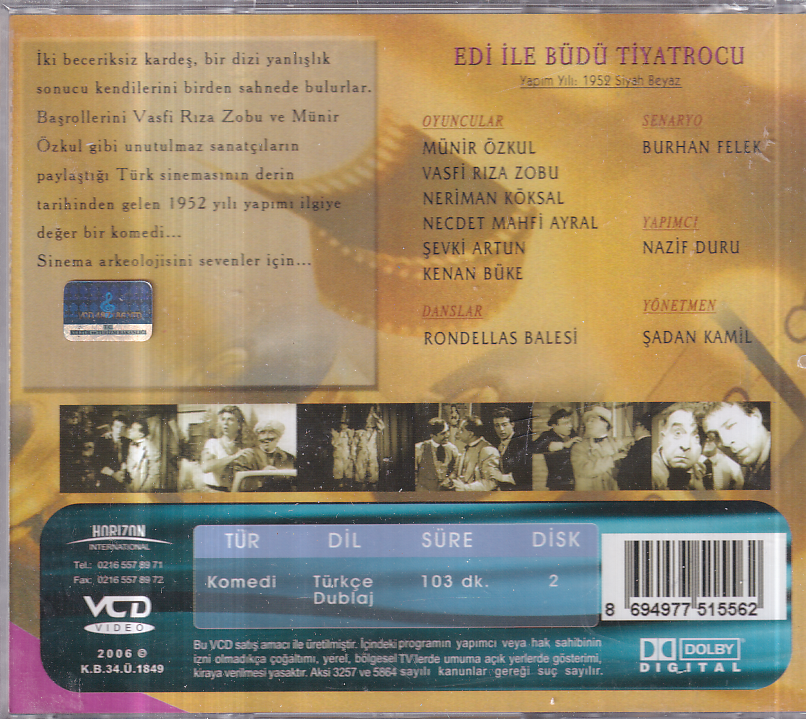 İki beceriksiz kardeş, bir dizi yanlışlık
sonucu kendilerini birden sahnede bulurlar.
Başrollerini Vasfi Rıza Zobu ve Münir
Özkul gibi unutulmaz sanatçıların
paylaştığı Türk sinemasının derin
tarihinden gelen 1952 yılı yapımı ilgiye
değer bir komedi...
Sinema arkeolojisini sevenler için...
EDİ İLE BÜDÜ TİYATROCU
Yapım Yılı: 1952 Siyah Beyaz
OYUNCULAR
MÜNİR ÖZKUL
VASFİ RIZA ZOBU
NERİMAN KÖKSAL
NECDET MAHFİ AYRAL
ŞEVKİ ARTUN
KENAN BÜKE
DANSLAR
RONDELLAS BALESİ
SENARYO
BURHAN FELEK
YAPIMCI
NAZİF DURU
YÖNETMEN
ŞADAN KAMİL
HORIZON
INTERNATIONAL
Tel.: 0216 557 89 71
Fax: 0216 557 89 72
VCD
VIDEO
2006 ©
K.B.34.Ü.1849
TÜR DİL SÜRE DİSK
Komedi Türkçe Dublaj 103 dk. 2
8 694977 515562
Bu VCD satış amacı ile üretilmiştir. İçindeki programın yapımcı veya hak sahibinin
izni olmadıkça çoğaltımı, yerel, bölgesel TV'lerde umuma açık yerlerde gösterimi,
kiraya verilmesi yasaktır. Aksi 3257 ve 5864 sayılı kanunlar gereği suç sayılır.
DOLBY
DIGITAL